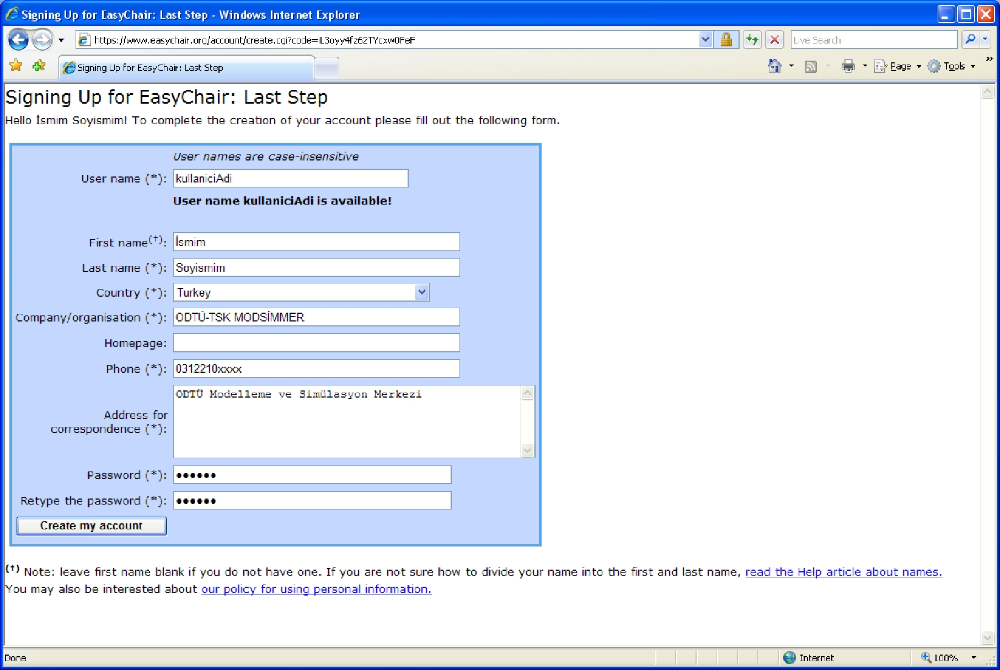 Signing Up for EasyChair: Last Step - Windows Internet Explorer
https://www.easychair.org/account/create.cgi?code=iL3oyy4fz62TYcxw0FeF
Live Search
Signing Up for EasyChair: Last Step
Page
Tools
Signing Up for EasyChair: Last Step
Hello İsmim Soyismim! To complete the creation of your account please fill out the following form.
User names are case-insensitive
User name (*): kullaniciAdi
User name kullaniciAdi is available!
First name(†): İsmim
Last name (*): Soyismim
Country (*): Turkey
Company/organisation (*): ODTÜ-TSK MODSİMMER
Homepage:
Phone (*): 0312210xxxx
ODTÜ Modelleme ve Simülasyon Merkezi
Address for
correspondence (*):
Password (*): ●●●●●●
Retype the password (*): ●●●●●●
Create my account
(†) Note: leave first name blank if you do not have one. If you are not sure how to divide your name into the first and last name, read the Help article about names.
You may also be interested about our policy for using personal information.
Done
Internet
100%